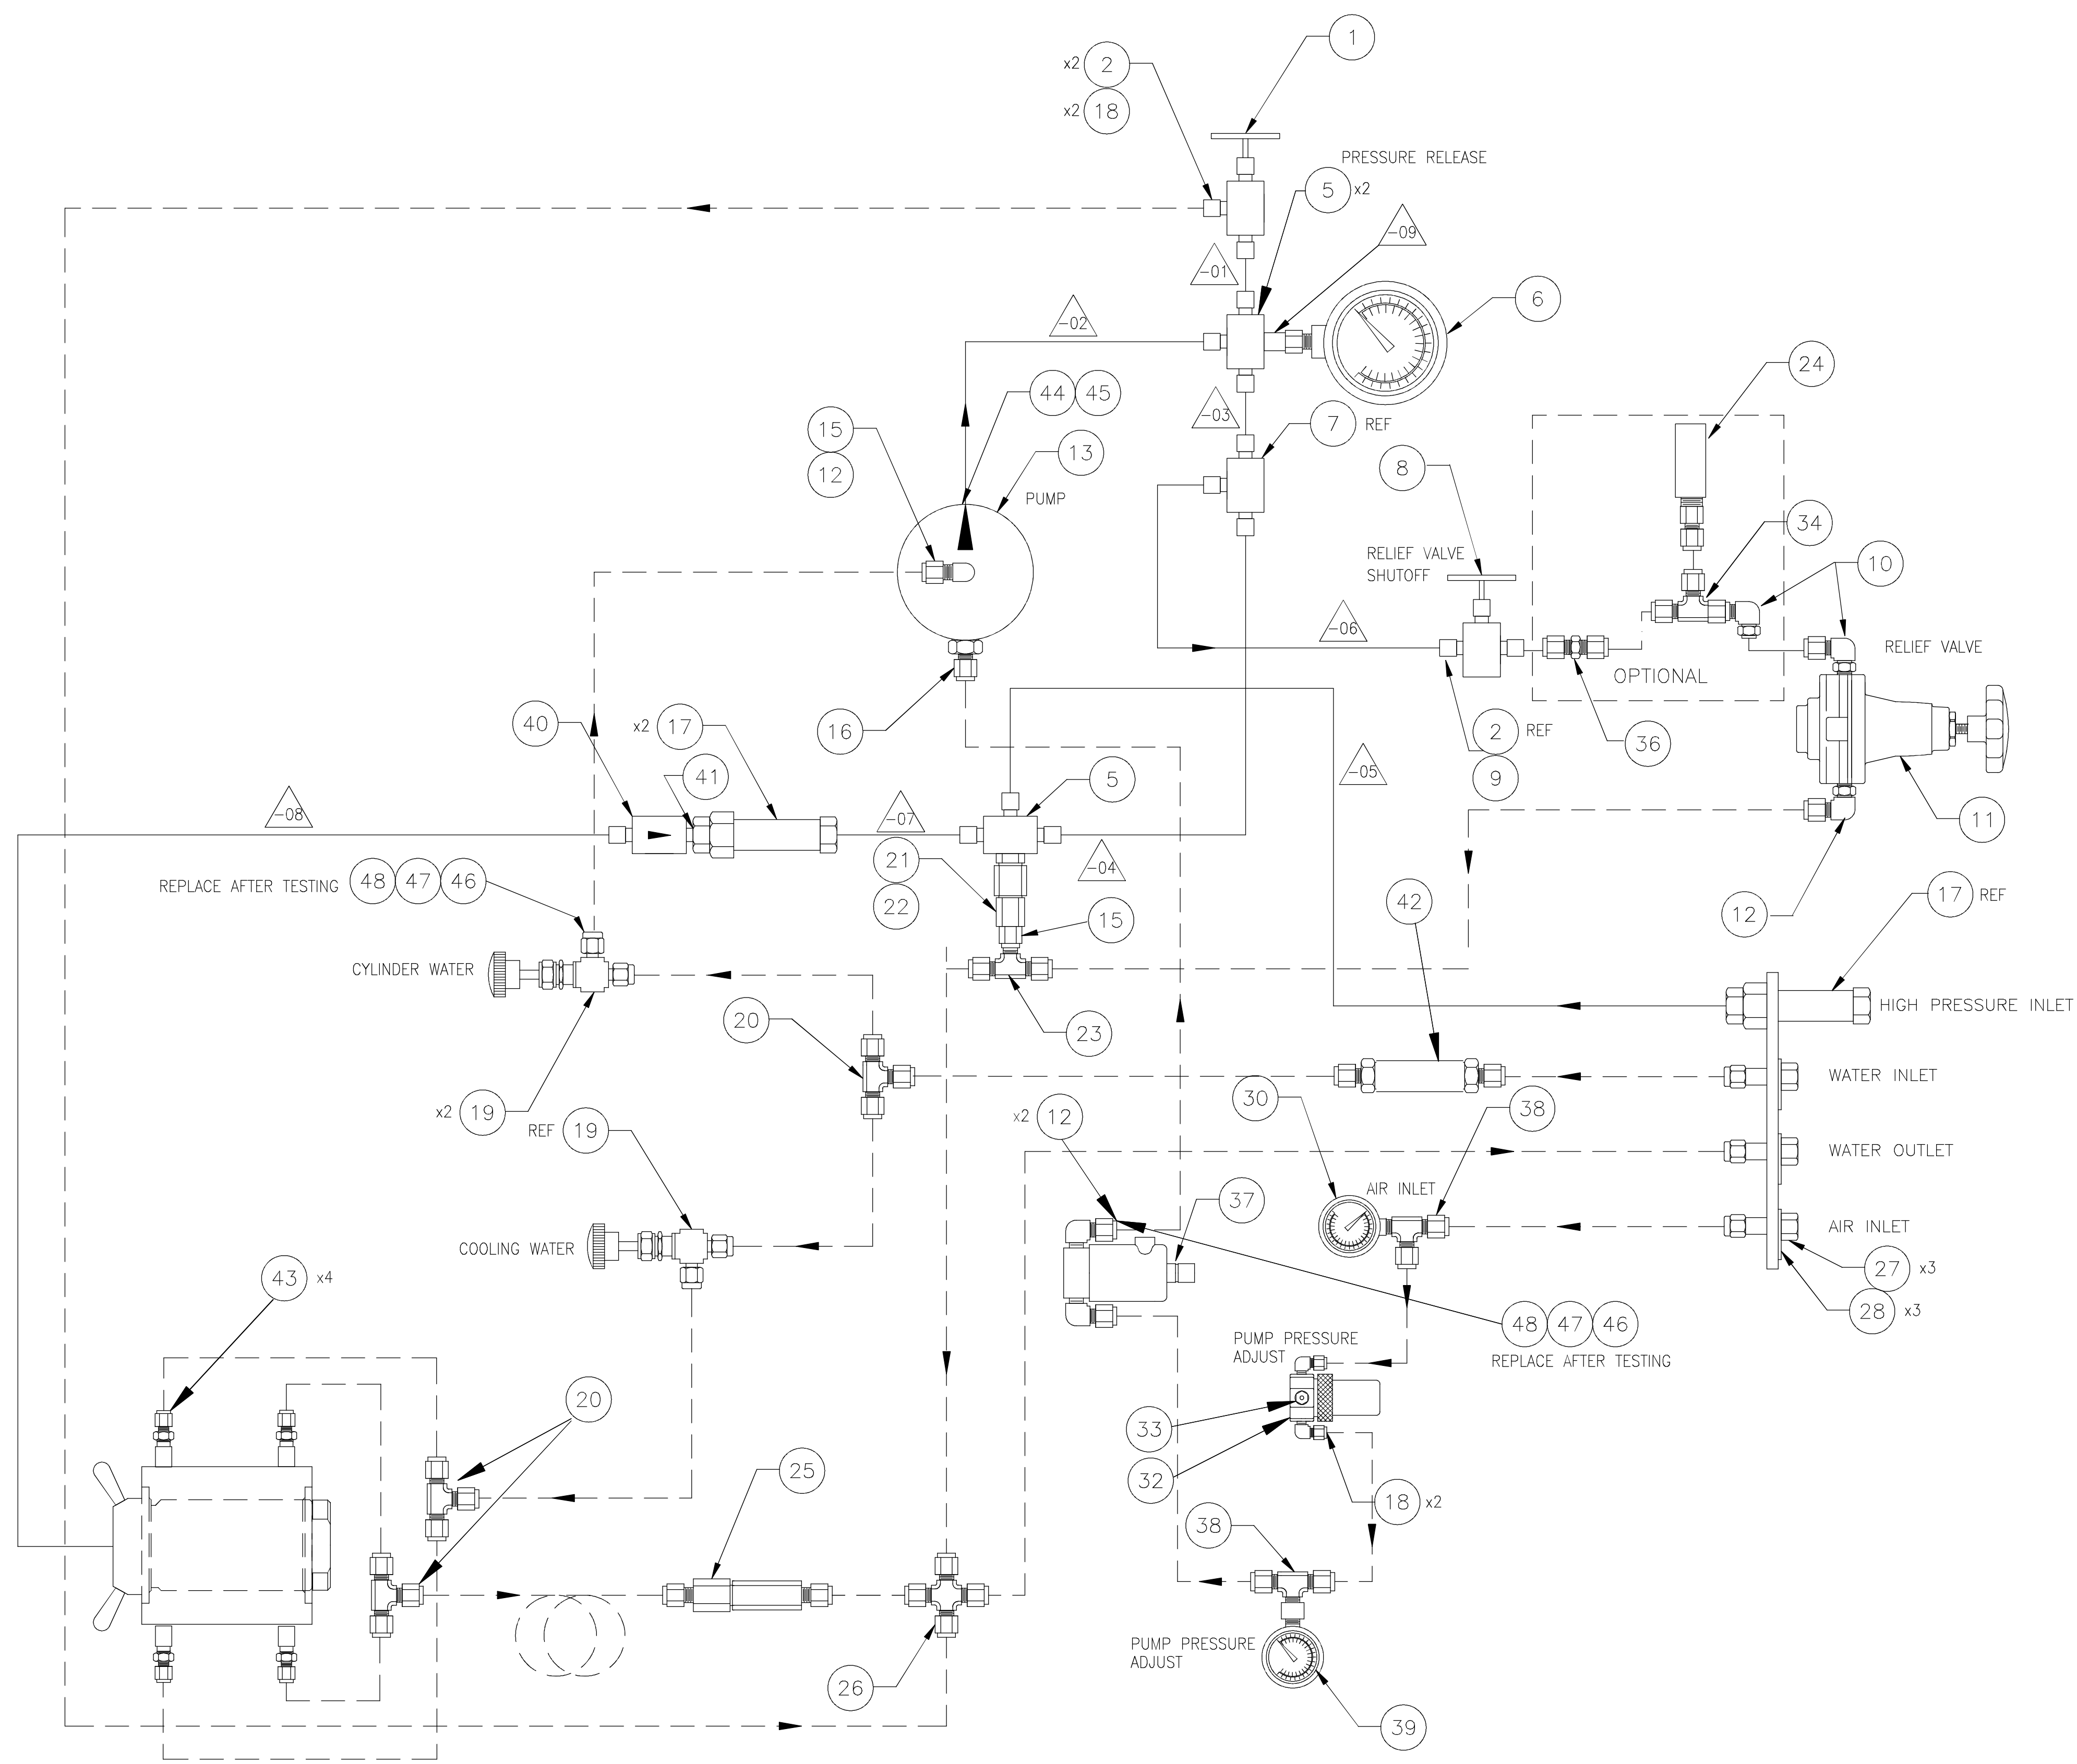 1
x2 2
x2 18
PRESSURE RELEASE
5 x2
-09
-01
6
-02
24
44 45
-03
7 REF
15
13
12
8
PUMP
34
RELIEF VALVE
SHUTOFF
10
-06
RELIEF VALVE
OPTIONAL
40
x2 17
16
2 REF
36
41
5
-05
9
-08
-07
11
21
-04
REPLACE AFTER TESTING 48 47 46
42
17 REF
22
15
12
CYLINDER WATER
HIGH PRESSURE INLET
20
23
WATER INLET
x2 19
30
38
x2 12
REF 19
WATER OUTLET
37
AIR INLET
AIR INLET
COOLING WATER
43 x4
27 x3
28 x3
48 47 46
PUMP PRESSURE
ADJUST
REPLACE AFTER TESTING
20
33
25
32
18 x2
38
PUMP PRESSURE
ADJUST
26
39